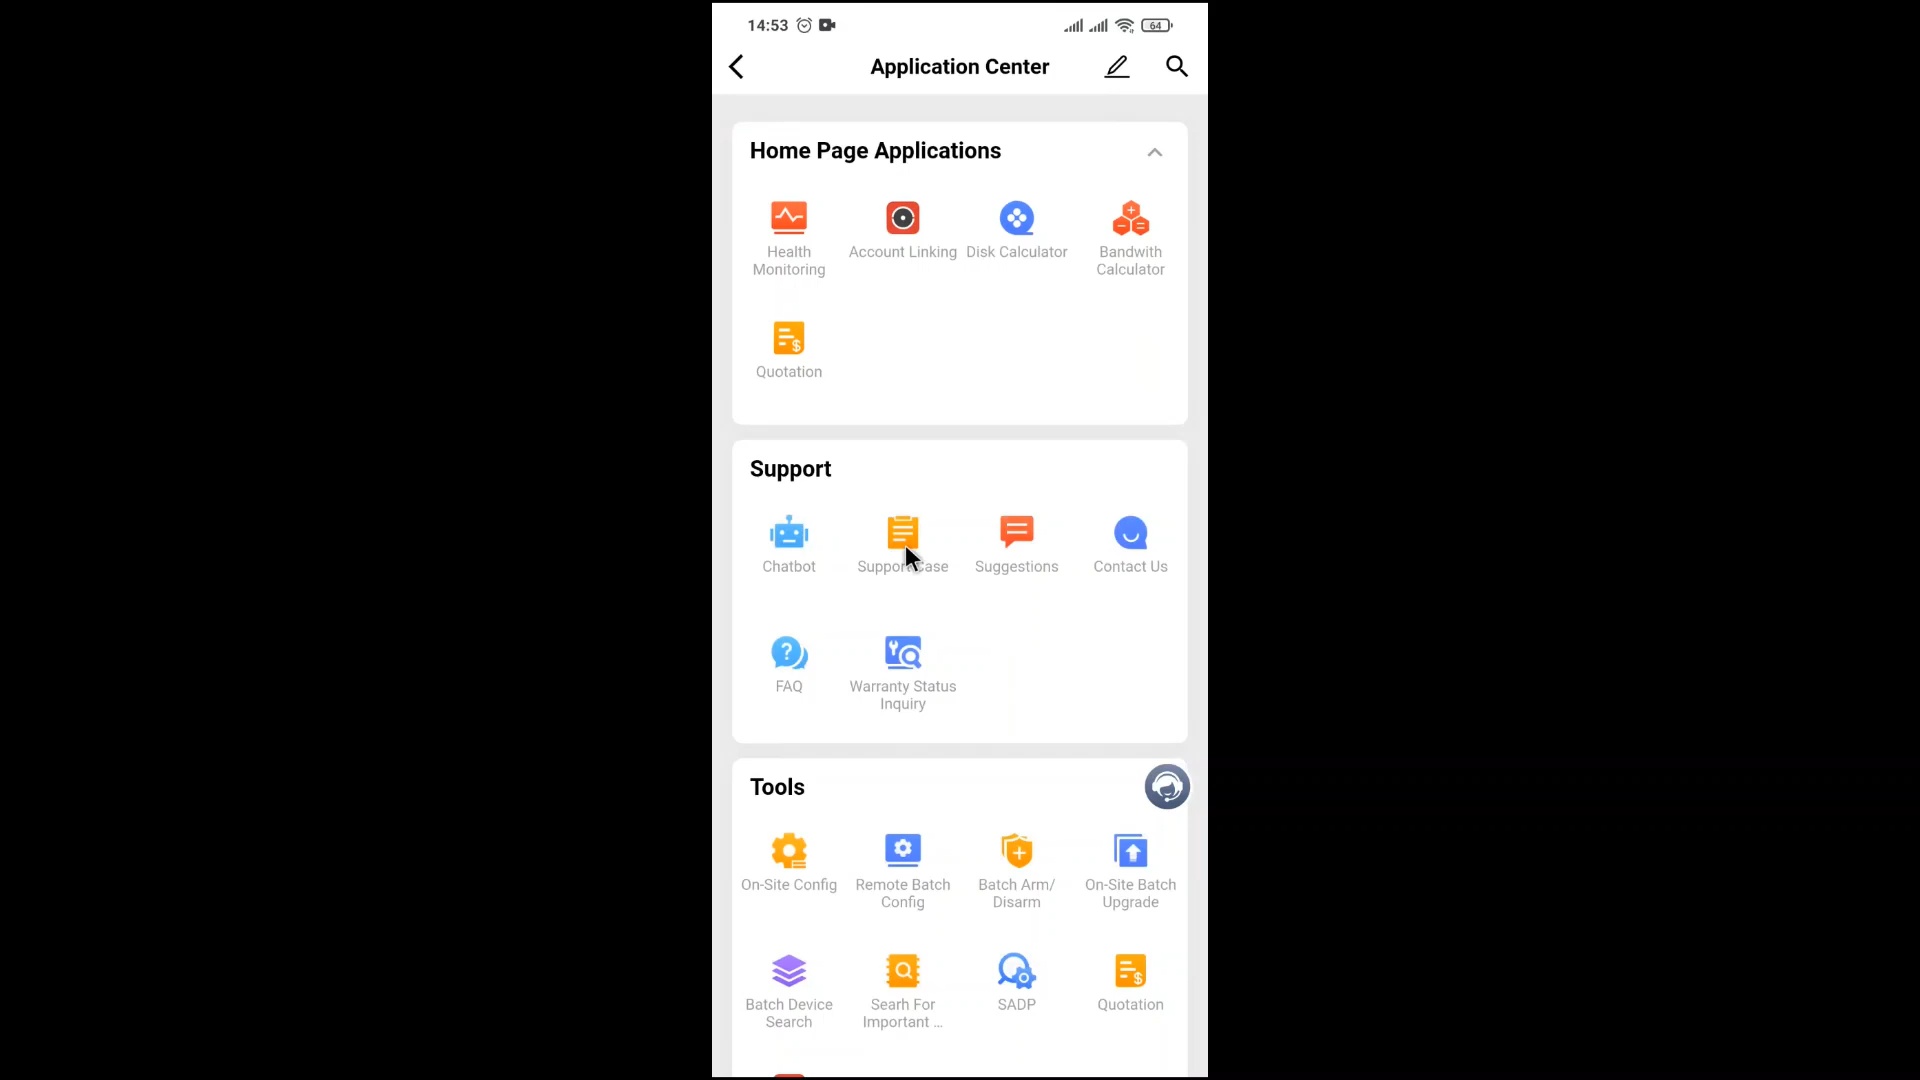 14:53
64
Application Center
Home Page Applications
Health Monitoring
Account Linking
Disk Calculator
Bandwith Calculator
Quotation
Support
Chatbot
Support Case
Suggestions
Contact Us
FAQ
Warranty Status Inquiry
Tools
On-Site Config
Remote Batch Config
Batch Arm/ Disarm
On-Site Batch Upgrade
Batch Device Search
Searh For Important ...
SADP
Quotation